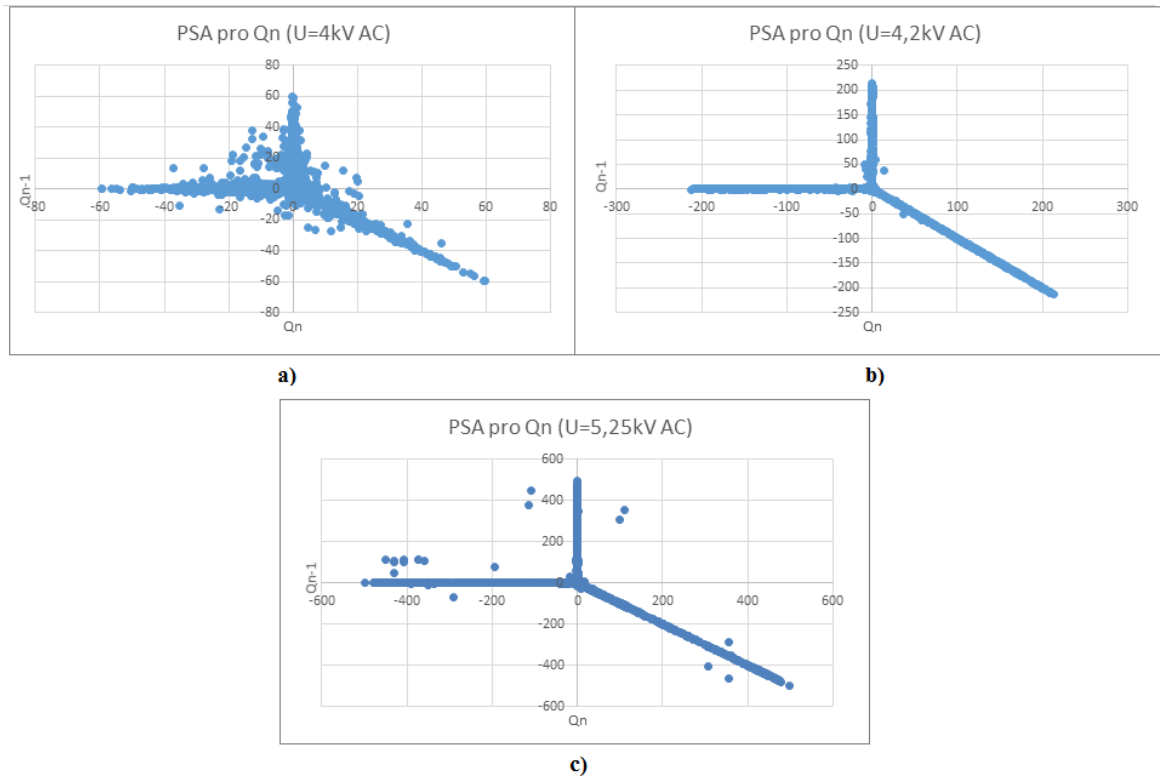 PSA pro Qn (U=4kV AC)
80
60
40
20
0
-20
-40
-60
-80
-80 -60 -40 -20 0 20 40 60 80
Qn-1
Qn
a)
PSA pro Qn (U=4,2kV AC)
250
200
150
100
50
0
-50
-100
-150
-200
-250
-300 -200 -100 0 100 200 300
Qn-1
Qn
b)
PSA pro Qn (U=5,25kV AC)
600
400
200
0
-200
-400
-600
-600 -400 -200 0 200 400 600
Qn-1
Qn
c)